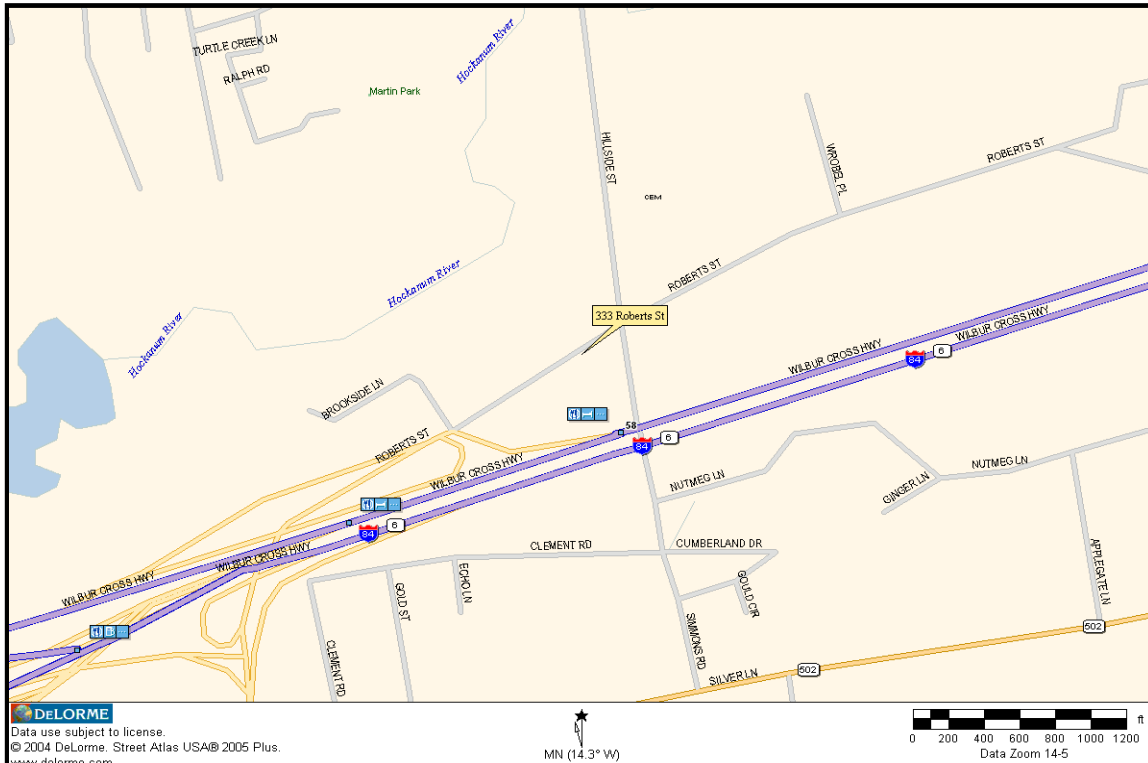 TURTLE CREEK LN
RALPH RD
Martin Park
Hockanum River
HILLSIDE ST
CEM
WROBEL PL
ROBERTS ST
ROBERTS ST
Hockanum River
Hockanum River
333 Roberts St
WILBUR CROSS HWY
WILBUR CROSS HWY
84
6
BROOKSIDE LN
58
84
6
ROBERTS ST
WILBUR CROSS HWY
NUTMEG LN
NUTMEG LN
GINGER LN
84
6
WILBUR CROSS HWY
WILBUR CROSS HWY
CLEMENT RD
CUMBERLAND DR
ECHO LN
GOLD ST
GOULD CIR
APPLEGATE LN
CLEMENT RD
SIMMONS RD
502
502
SILVER LN
DELORME
Data use subject to license.
© 2004 DeLorme. Street Atlas USA® 2005 Plus.
www.delorme.com
MN (14.3° W)
ft
0 200 400 600 800 1000 1200
Data Zoom 14-5